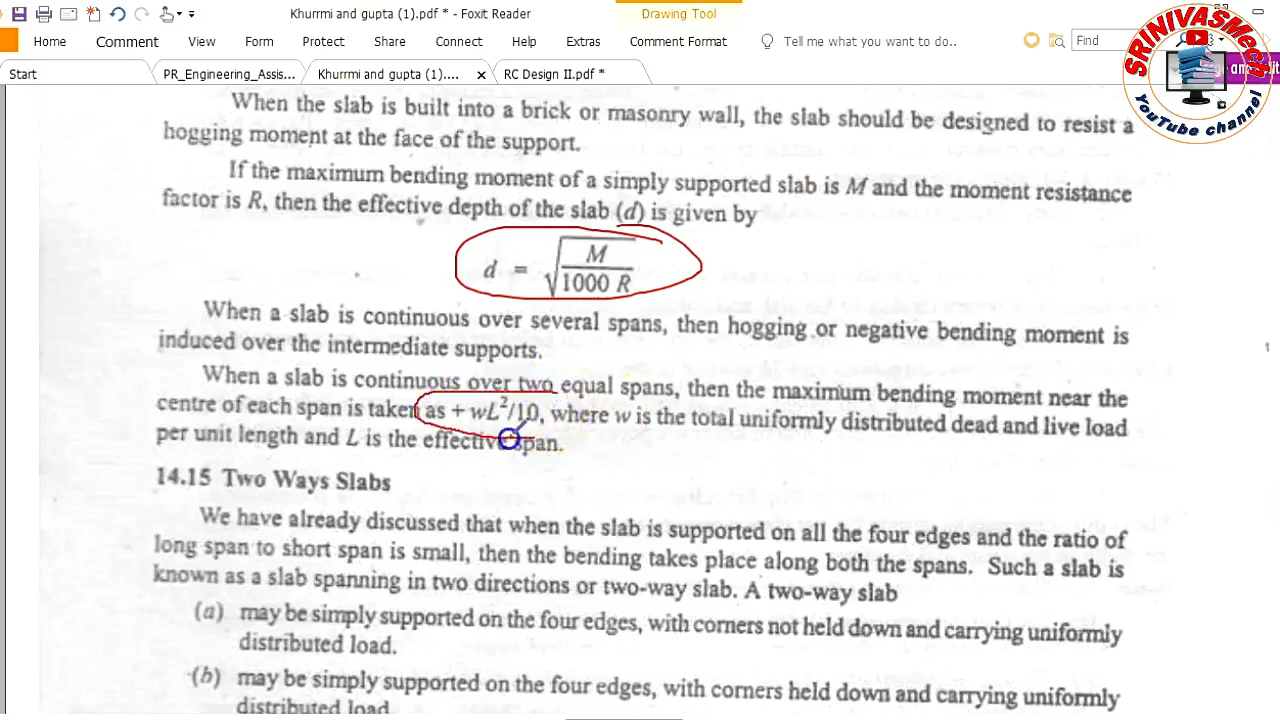 Khurrmi and gupta (1).pdf * - Foxit Reader
Drawing Tool
Home Comment View Form Protect Share Connect Help Extras Comment Format Tell me what you want to do.. Find
Start PR_Engineering_Assis... Khurrmi and gupta (1).... × RC Design II.pdf *
SRINIVASMech
YouTube channel
When the slab is built into a brick or masonry wall, the slab should be designed to resist a
hogging moment at the face of the support.
If the maximum bending moment of a simply supported slab is M and the moment resistance
factor is R, then the effective depth of the slab (d) is given by
d = √(M / 1000 R)
When a slab is continuous over several spans, then hogging or negative bending moment is
induced over the intermediate supports.
When a slab is continuous over two equal spans, then the maximum bending moment near the
centre of each span is taken as + wL²/10, where w is the total uniformly distributed dead and live load
per unit length and L is the effective span.
14.15 Two Ways Slabs
We have already discussed that when the slab is supported on all the four edges and the ratio of
long span to short span is small, then the bending takes place along both the spans. Such a slab is
known as a slab spanning in two directions or two-way slab. A two-way slab
(a) may be simply supported on the four edges, with corners not held down and carrying uniformly
distributed load.
(b) may be simply supported on the four edges, with corners held down and carrying uniformly
distributed load.